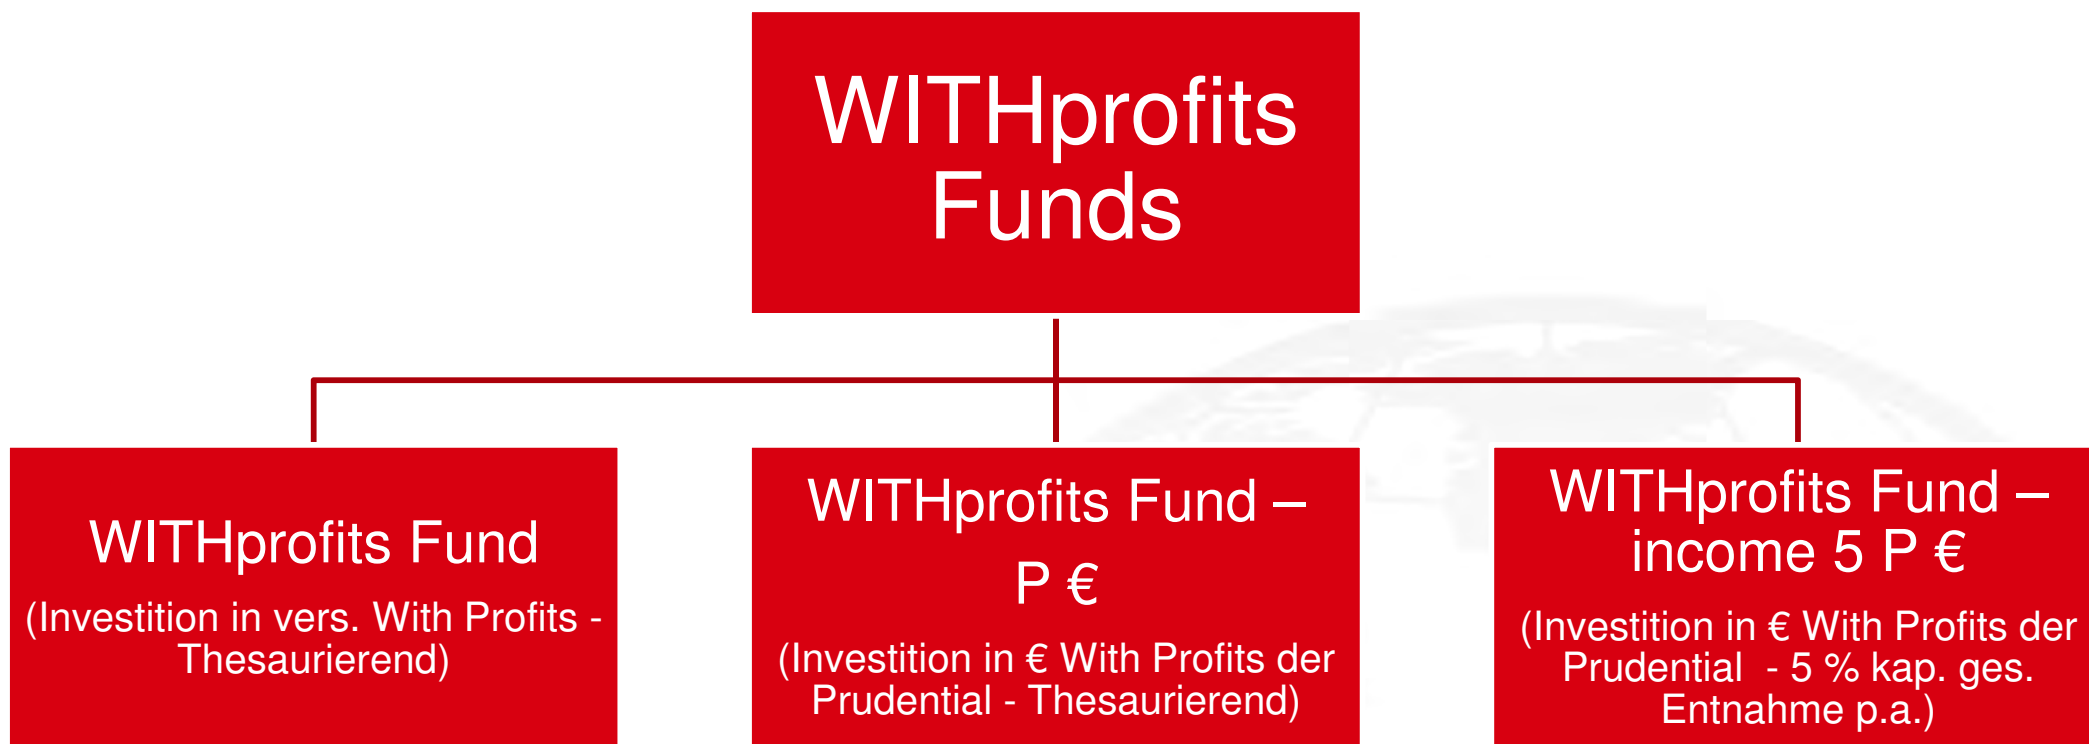 WITHprofits
Funds
WITHprofits Fund
(Investition in vers. With Profits -
Thesaurierend)
WITHprofits Fund –
P €
(Investition in € With Profits der
Prudential - Thesaurierend)
WITHprofits Fund –
income 5 P €
(Investition in € With Profits der
Prudential  - 5 % kap. ges.
Entnahme p.a.)